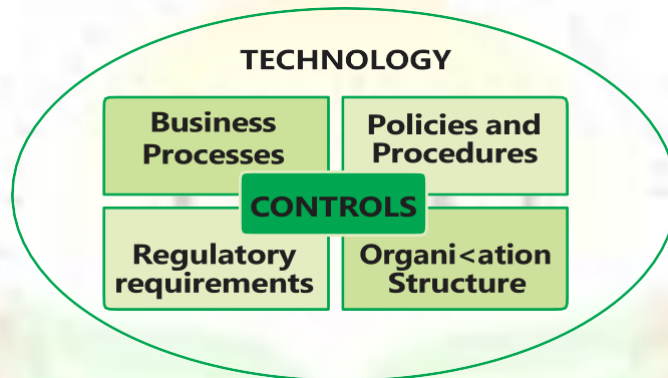 TECHNOLOGY
Business
Processes
Policies and
Procedures
CONTROLS
Regulatory
requirements
Organi<ation
Structure